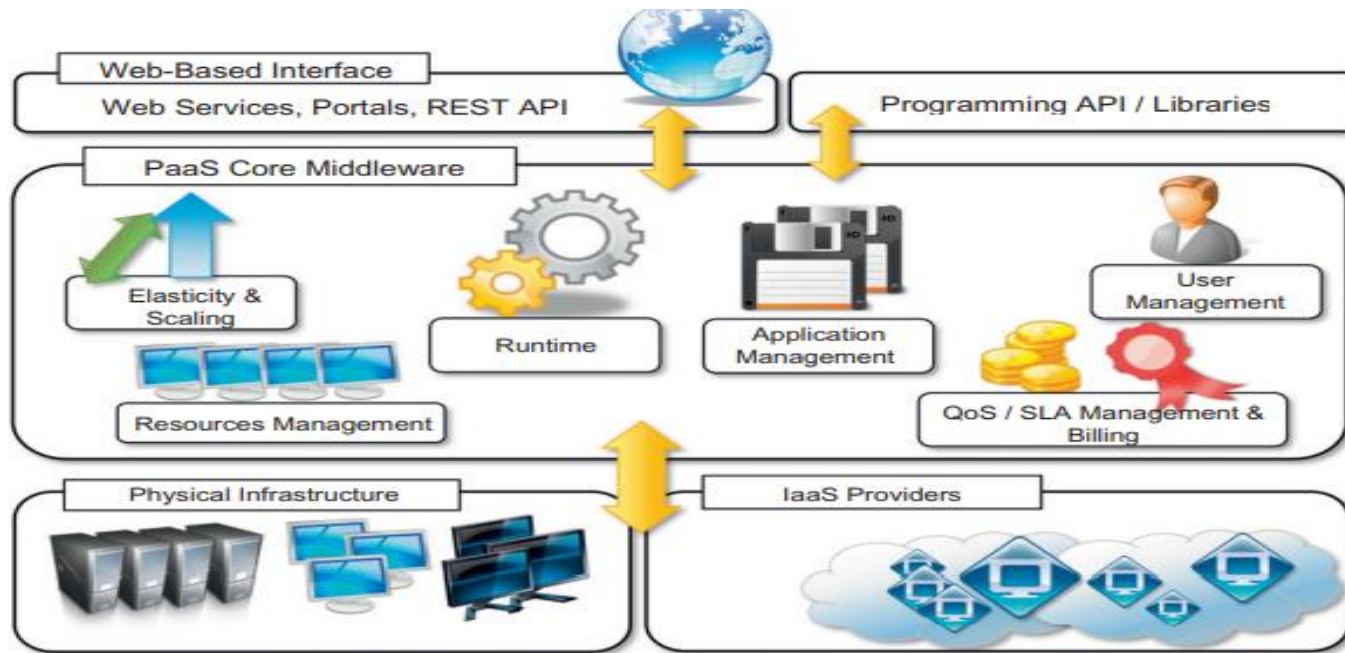 Web-Based Interface
Web Services, Portals, REST API
Programming API / Libraries
PaaS Core Middleware
Elasticity &
Scaling
Runtime
Application
Management
User
Management
Resources Management
QoS / SLA Management &
Billing
Physical Infrastructure
IaaS Providers